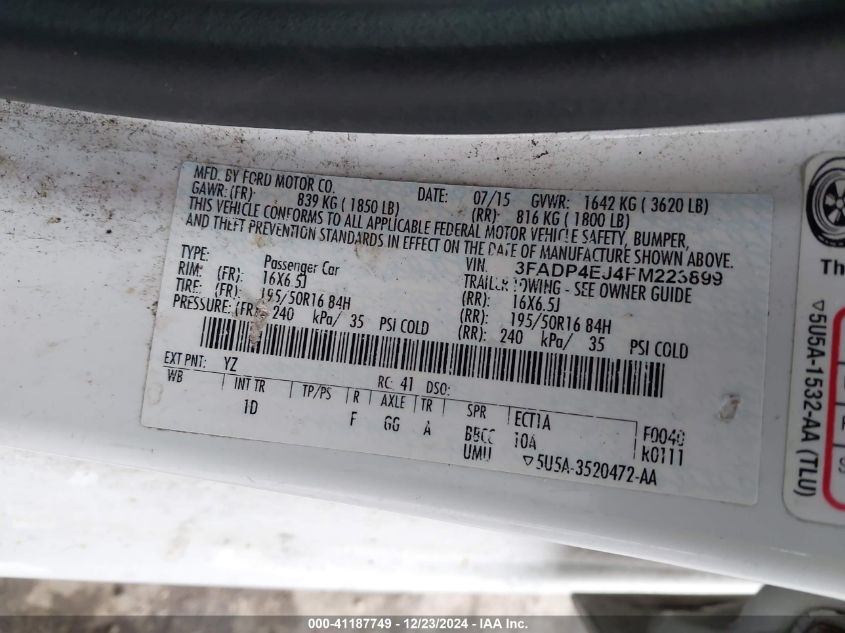 MFD. BY FORD MOTOR CO. DATE: 07/15 GVWR: 1642 KG ( 3620 LB)
GAWR: (FR) 839 KG ( 1850 LB) (RR): 816 KG ( 1800 LB)
THIS VEHICLE CONFORMS TO ALL APPLICABLE FEDERAL MOTOR VEHICLE SAFETY, BUMPER,
AND THEFT PREVENTION STANDARDS IN EFFECT ON THE DATE OF MANUFACTURE SHOWN ABOVE.
VIN: 3FADP4EJ4FM223899
TYPE: Passenger Car TRAILER TOWING - SEE OWNER GUIDE
RIM: (FR): 16X6.5J (RR): 16X6.5J
TIRE: (FR): 195/50R16 84H (RR): 195/50R16 84H
PRESSURE: (FR) 240 kPa/ 35 PSI COLD (RR): 240 kPa/ 35 PSI COLD
EXT PNT: YZ RC: 41 DSO:
WB INT TR TP/PS R AXLE TR SPR ECT1A F0040
1D F GG A BBCC 10A k0111
UMU ▽5U5A-3520472-AA
Th
▽5U5A-1532-AA (TLU)
000-41187749 - 12/23/2024 - IAA Inc.